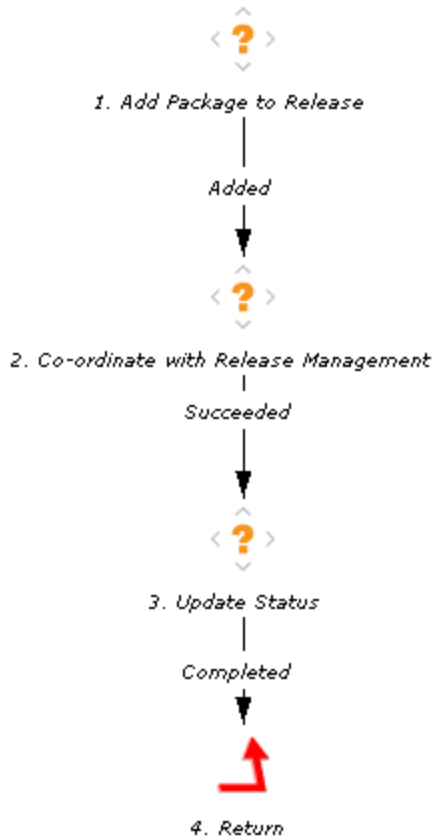 ?
1. Add Package to Release
Added
?
2. Co-ordinate with Release Management
Succeeded
?
3. Update Status
Completed
4. Return